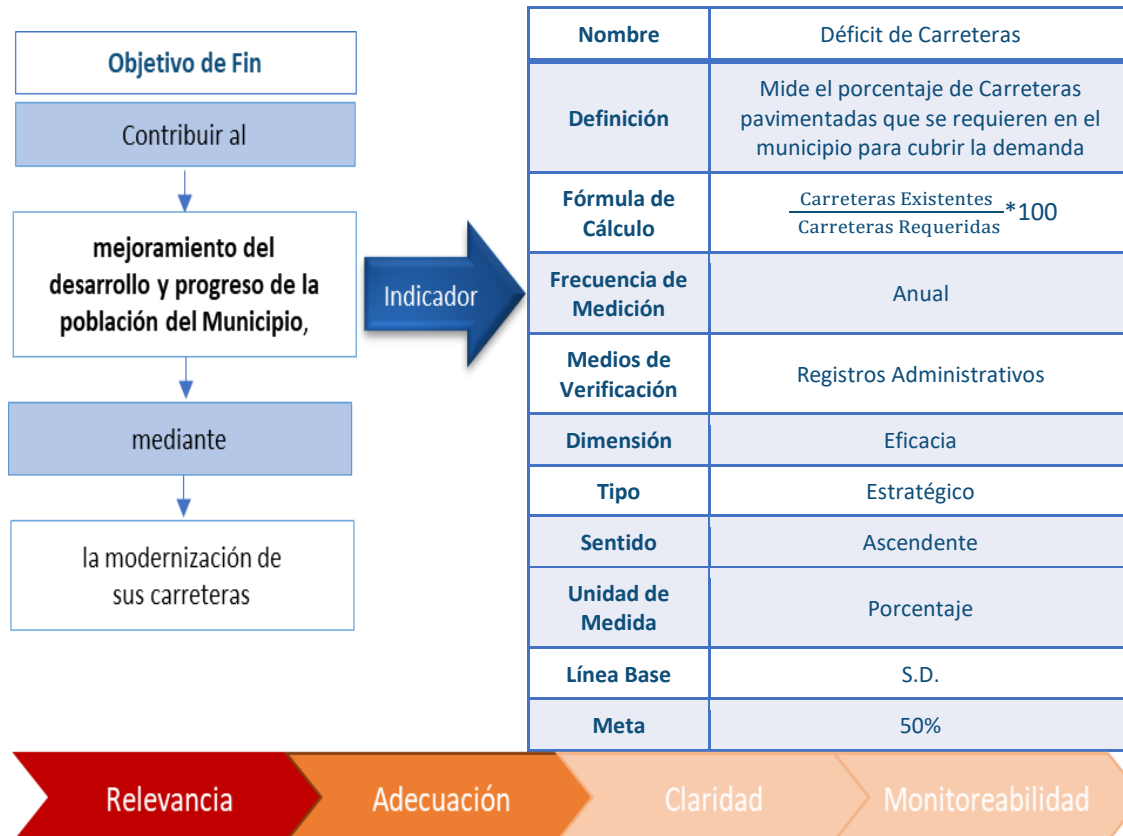 Objetivo de Fin
Contribuir al
mejoramiento del
desarrollo y progreso de la
población del Municipio,
mediante
la modernización de
sus carreteras
Indicador
Nombre
Déficit de Carreteras
Definición
Mide el porcentaje de Carreteras
pavimentadas que se requieren en el
municipio para cubrir la demanda
Fórmula de
Cálculo
Carreteras Existentes
Carreteras Requeridas
*100
Frecuencia de
Medición
Anual
Medios de
Verificación
Registros Administrativos
Dimensión
Eficacia
Tipo
Estratégico
Sentido
Ascendente
Unidad de
Medida
Porcentaje
Línea Base
S.D.
Meta
50%
Relevancia
Adecuación
Claridad
Monitoreabilidad